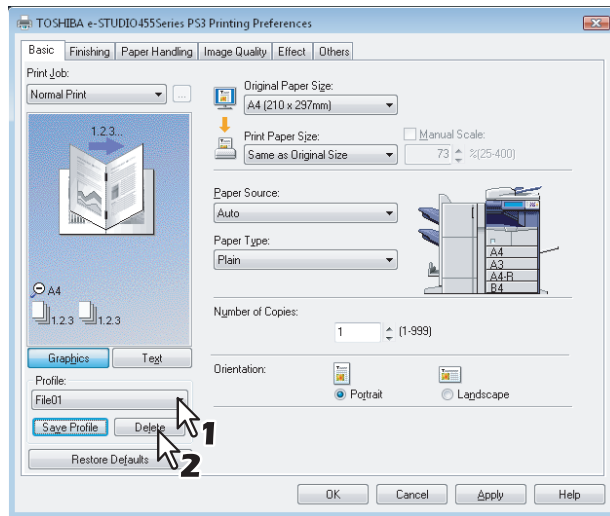 TOSHIBA e-STUDIO455Series PS3 Printing Preferences
Basic Finishing Paper Handling Image Quality Effect Others
Print Job:
Normal Print
...
1.2.3...
A4
1.2.3 1.2.3
Graphics Text
Profile:
File01
Save Profile Delete
1
2
Restore Defaults
Original Paper Size:
A4 (210 x 297mm)
Print Paper Size:
Same as Original Size
Manual Scale:
73 %(25-400)
Paper Source:
Auto
Paper Type:
Plain
A4
A3
A4-R
B4
Number of Copies:
1 (1-999)
Orientation:
Portrait Landscape
OK Cancel Apply Help